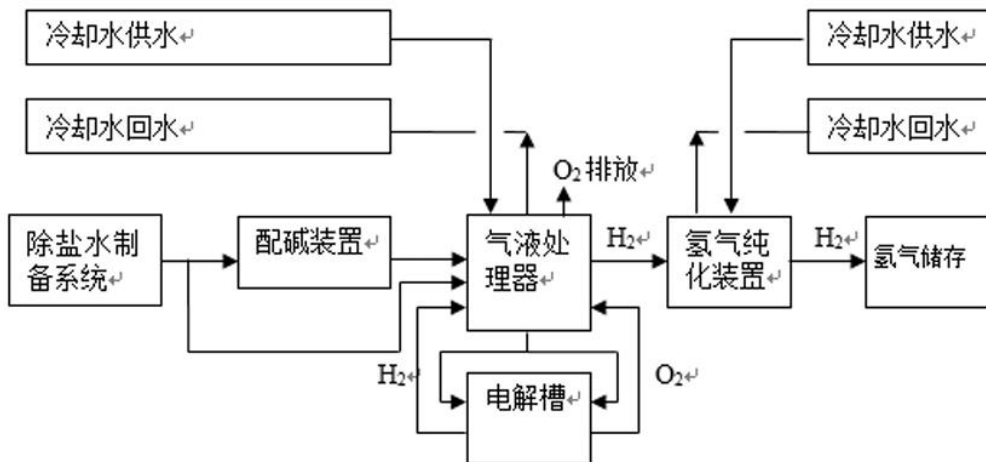 冷却水供水↵
冷却水供水↵
冷却水回水↵
冷却水回水↵
O₂排放↵
除盐水制
备系统↵
配碱装置↵
气液处
理器↵
H₂↵
氢气纯
化装置↵
H₂↵
氢气储存
H₂↵
O₂↵
电解槽↵